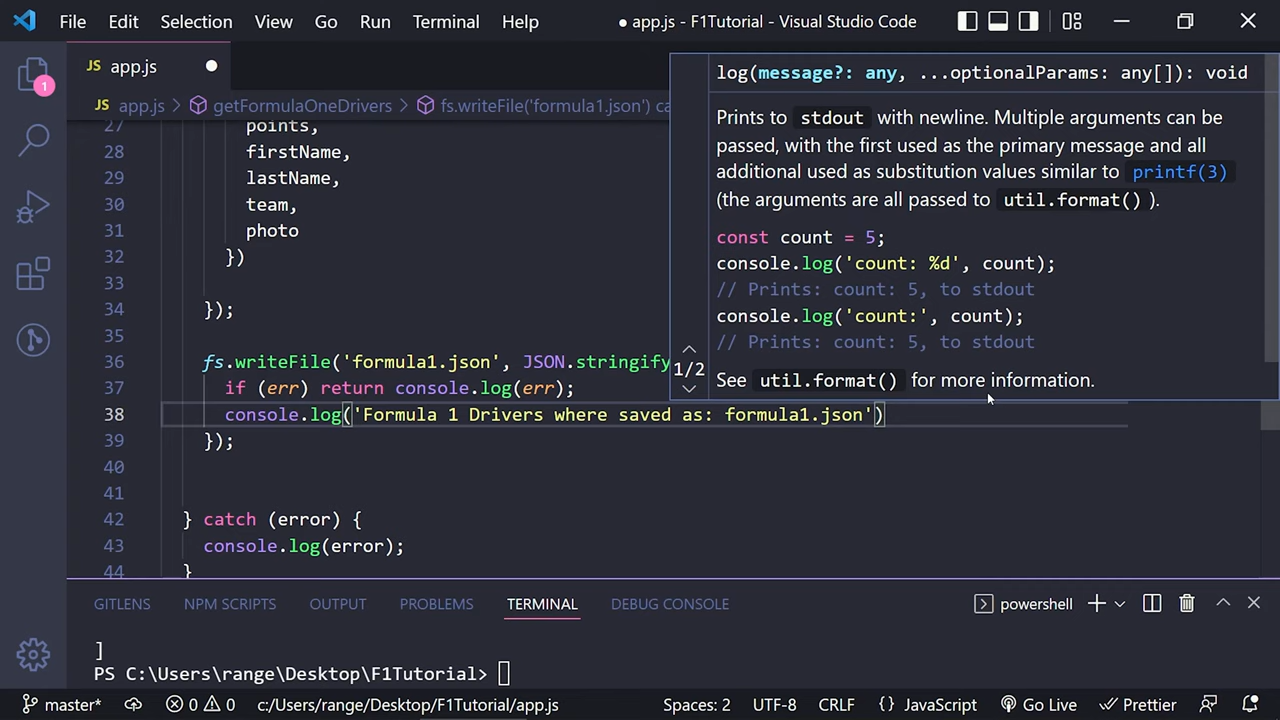 File Edit Selection View Go Run Terminal Help ● app.js - F1Tutorial - Visual Studio Code
JS app.js ●
1
JS app.js > getFormulaOneDrivers > fs.writeFile('formula1.json') ca
27 points,
28 firstName,
29 lastName,
30 team,
31 photo
32 })
33
34 });
35
36 fs.writeFile('formula1.json', JSON.stringify
37 if (err) return console.log(err);
38 console.log('Formula 1 Drivers where saved as: formula1.json')
39 });
40
41
42 } catch (error) {
43 console.log(error);
44 }
log(message?: any, ...optionalParams: any[]): void
Prints to stdout with newline. Multiple arguments can be
passed, with the first used as the primary message and all
additional used as substitution values similar to printf(3)
(the arguments are all passed to util.format() ).
const count = 5;
console.log('count: %d', count);
// Prints: count: 5, to stdout
console.log('count:', count);
// Prints: count: 5, to stdout
1/2
See util.format() for more information.
GITLENS NPM SCRIPTS OUTPUT PROBLEMS TERMINAL DEBUG CONSOLE powershell
]
PS C:\Users\range\Desktop\F1Tutorial>
master* 0 0 c:/Users/range/Desktop/F1Tutorial/app.js Spaces: 2 UTF-8 CRLF {} JavaScript Go Live Prettier